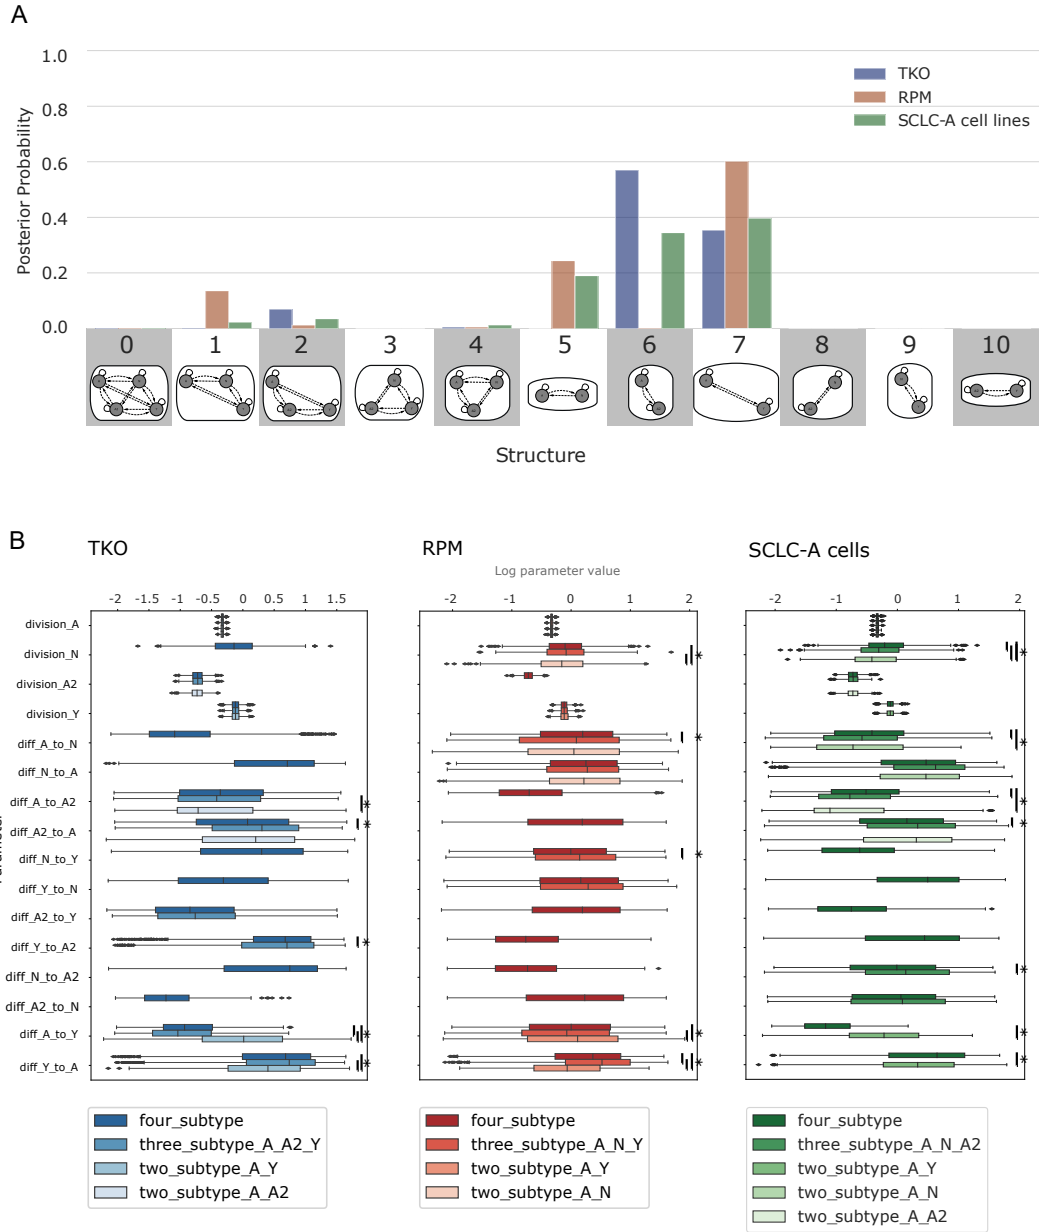 A
1.0
0.8
0.6
0.4
0.2
0.0
Posterior Probability
TKO
RPM
SCLC-A cell lines
0 1 2 3 4 5 6 7 8 9 10
Structure
B
TKO RPM SCLC-A cells
Log parameter value
-2 -1.5 -1 -0.5 0 0.5 1 1.5
-2 -1 0 1 2
-2 -1 0 1 2
division_A
division_N
division_A2
division_Y
diff_A_to_N
diff_N_to_A
diff_A_to_A2
diff_A2_to_A
diff_N_to_Y
diff_Y_to_N
diff_A2_to_Y
diff_Y_to_A2
diff_N_to_A2
diff_A2_to_N
diff_A_to_Y
diff_Y_to_A
four_subtype
three_subtype_A_A2_Y
two_subtype_A_Y
two_subtype_A_A2
four_subtype
three_subtype_A_N_Y
two_subtype_A_Y
two_subtype_A_N
four_subtype
three_subtype_A_N_A2
two_subtype_A_Y
two_subtype_A_N
two_subtype_A_A2